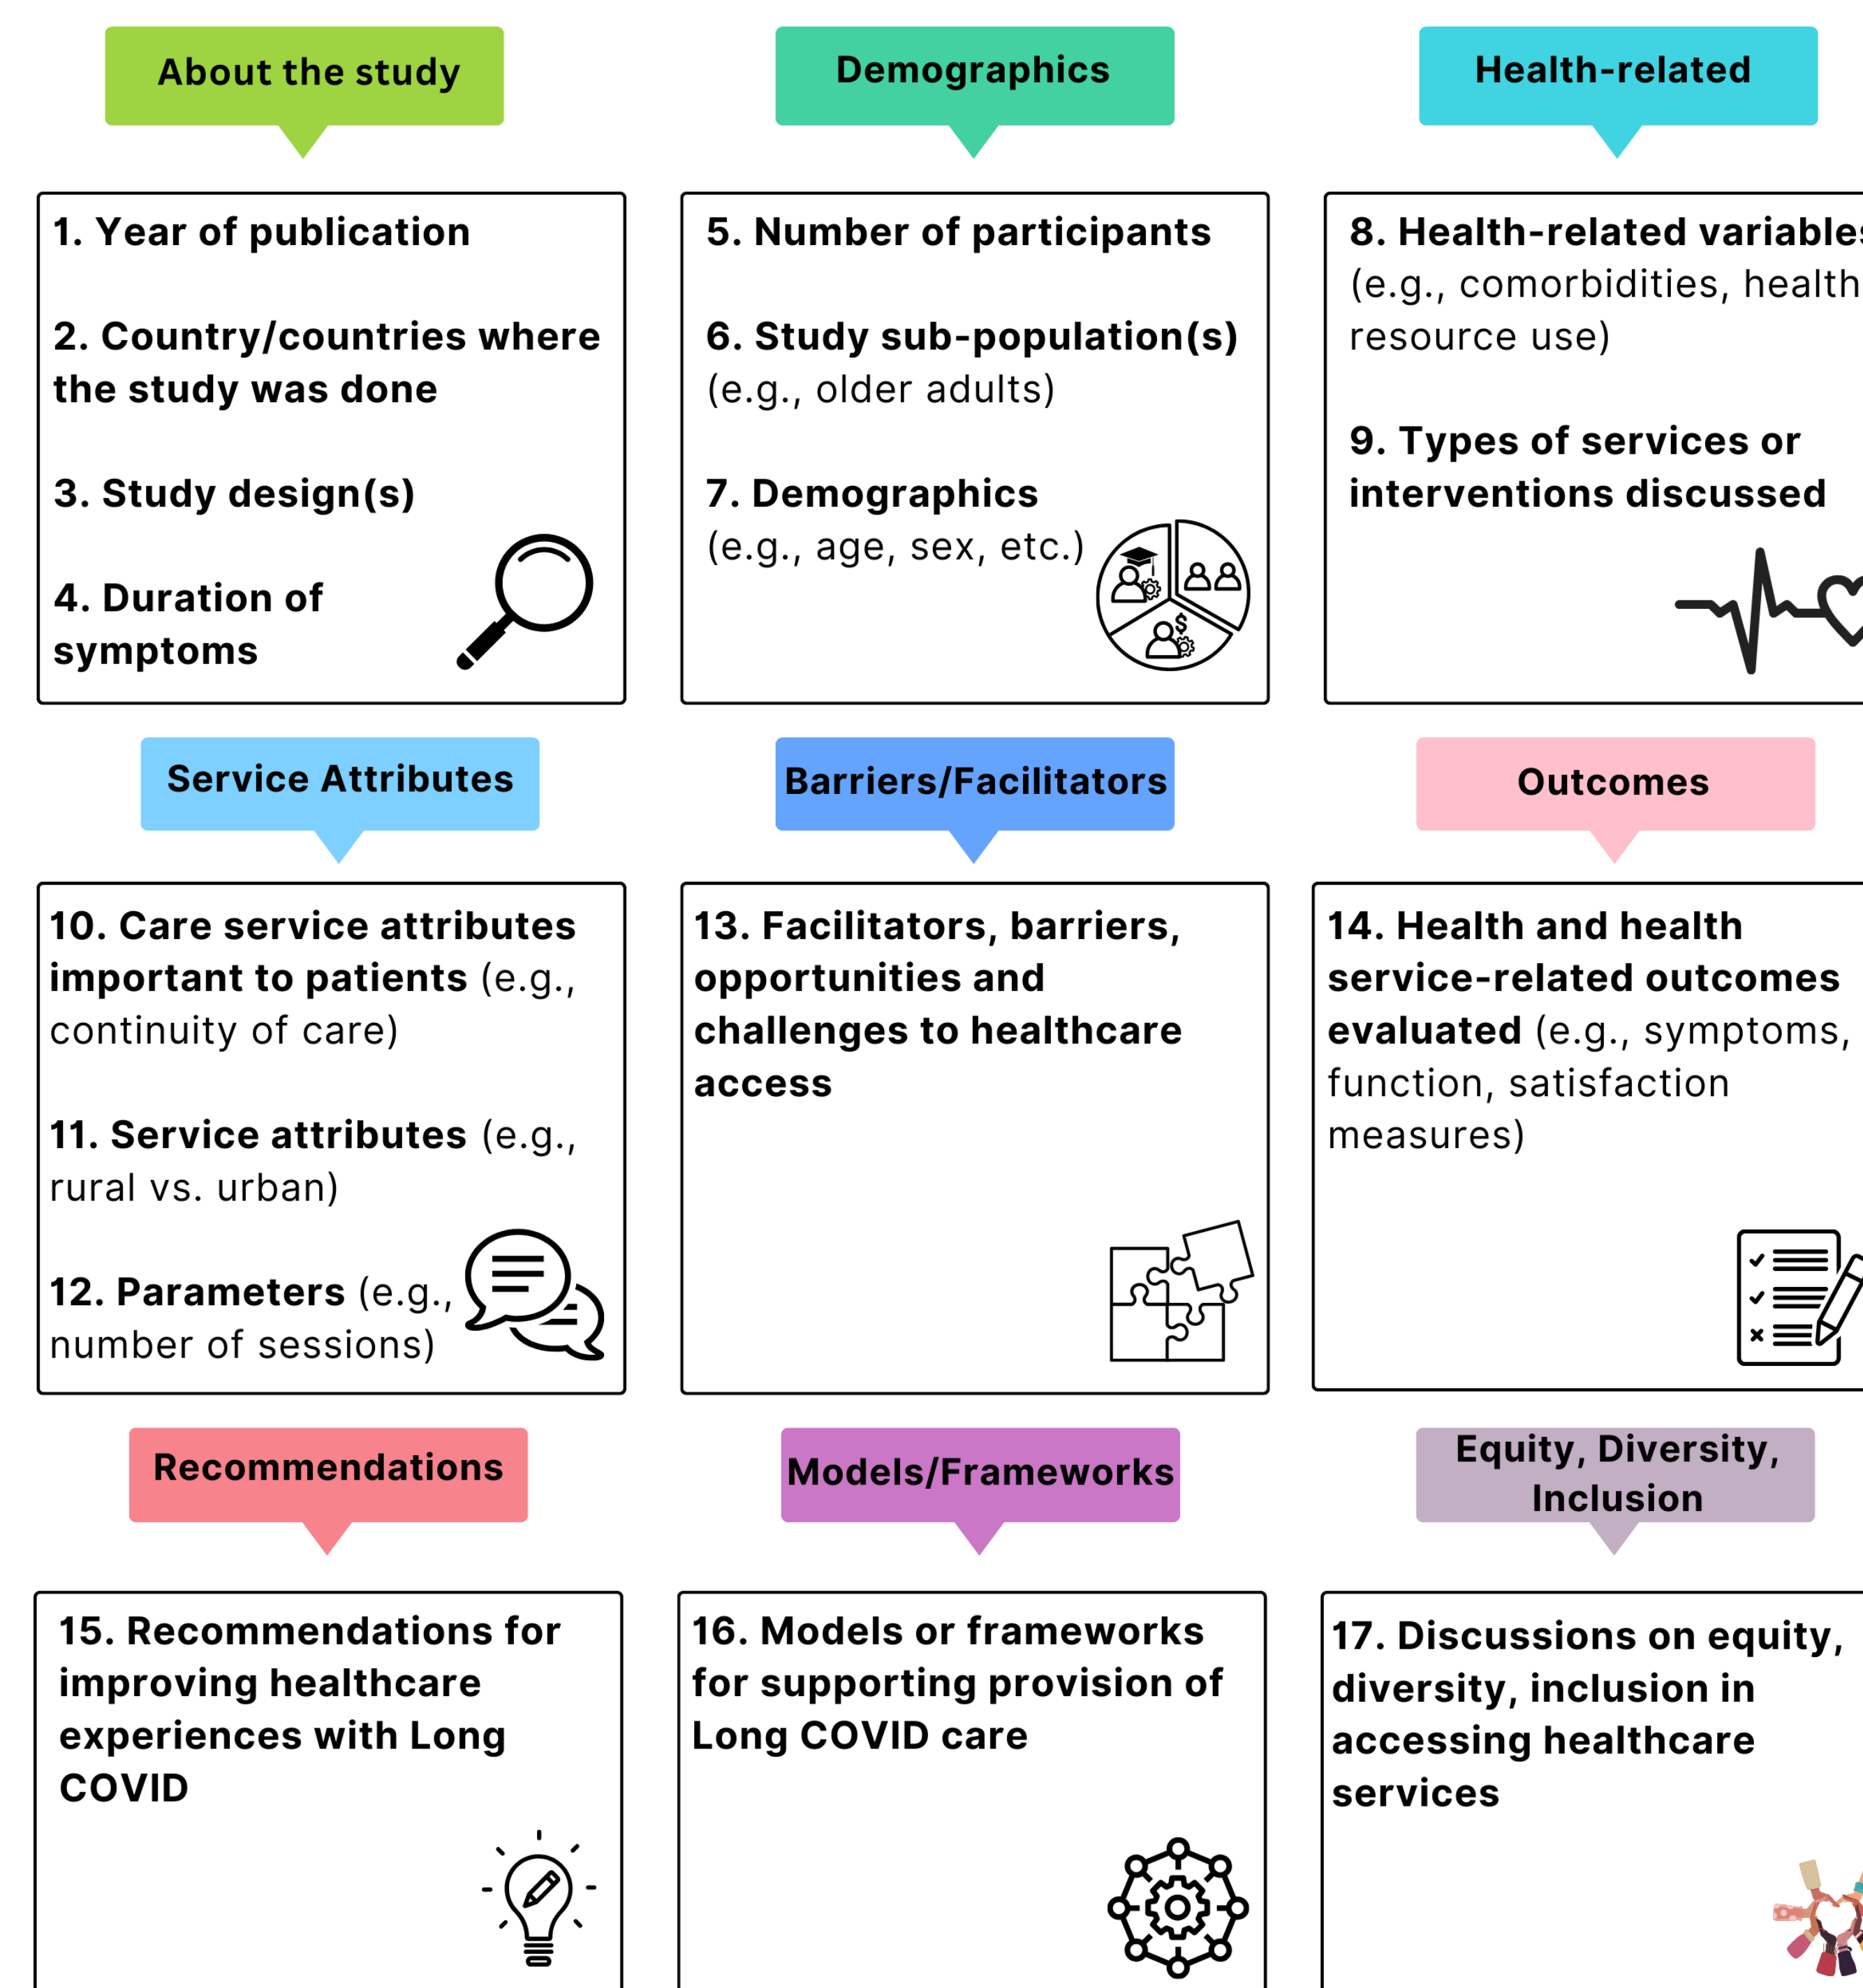 About the study
1. Year of publication
2. Country/countries where
the study was done
3. Study design(s)
4. Duration of
symptoms
Demographics
5. Number of participants
6. Study sub-population(s)
(e.g., older adults)
7. Demographics
(e.g., age, sex, etc.)
Health-related
8. Health-related variables
(e.g., comorbidities, health
resource use)
9. Types of services or
interventions discussed
Service Attributes
10. Care service attributes
important to patients (e.g.,
continuity of care)
11. Service attributes (e.g.,
rural vs. urban)
12. Parameters (e.g.,
number of sessions)
Barriers/Facilitators
13. Facilitators, barriers,
opportunities and
challenges to healthcare
access
Outcomes
14. Health and health
service-related outcomes
evaluated (e.g., symptoms,
function, satisfaction
measures)
Recommendations
15. Recommendations for
improving healthcare
experiences with Long
COVID
Models/Frameworks
16. Models or frameworks
for supporting provision of
Long COVID care
Equity, Diversity,
Inclusion
17. Discussions on equity,
diversity, inclusion in
accessing healthcare
services